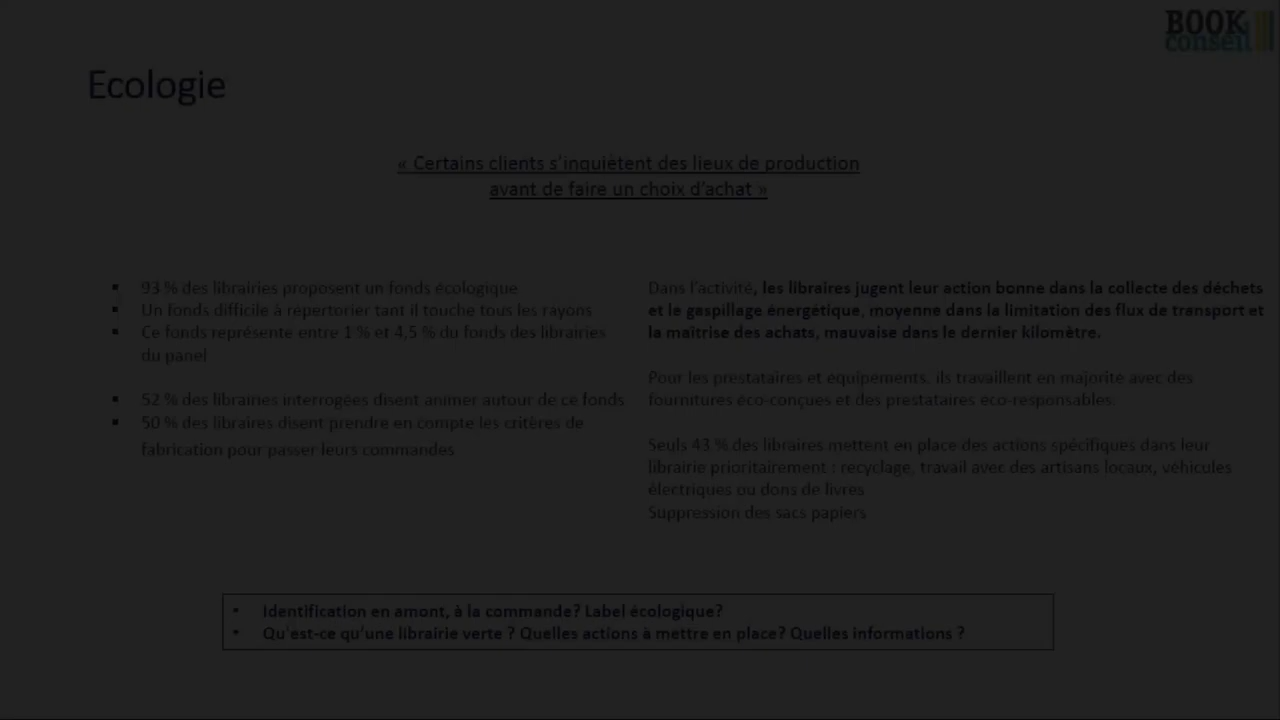 BOOK
conseil
Ecologie
« Certains clients s'inquiètent des lieux de production
avant de faire un choix d'achat »
▪ 93 % des librairies proposent un fonds écologique
▪ Un fonds difficile à répertorier tant il touche tous les rayons
▪ Ce fonds représente entre 1 % et 4,5 % du fonds des librairies
du panel
▪ 52 % des librairies interrogées disent animer autour de ce fonds
▪ 50 % des libraires disent prendre en compte les critères de
fabrication pour passer leurs commandes
Dans l'activité, les libraires jugent leur action bonne dans la collecte des déchets
et le gaspillage énergétique, moyenne dans la limitation des flux de transport et
la maîtrise des achats, mauvaise dans le dernier kilomètre.
Pour les prestataires et equipements, ils travaillent en majorité avec des
fournitures éco-conçues et des prestataires eco-responsables.
Seuls 43 % des libraires mettent en place des actions spécifiques dans leur
librairie prioritairement : recyclage, travail avec des artisans locaux, véhicules
électriques ou dons de livres
Suppression des sacs papiers
• Identification en amont, à la commande? Label écologique?
• Qu'est-ce qu'une librairie verte ? Quelles actions à mettre en place? Quelles informations ?